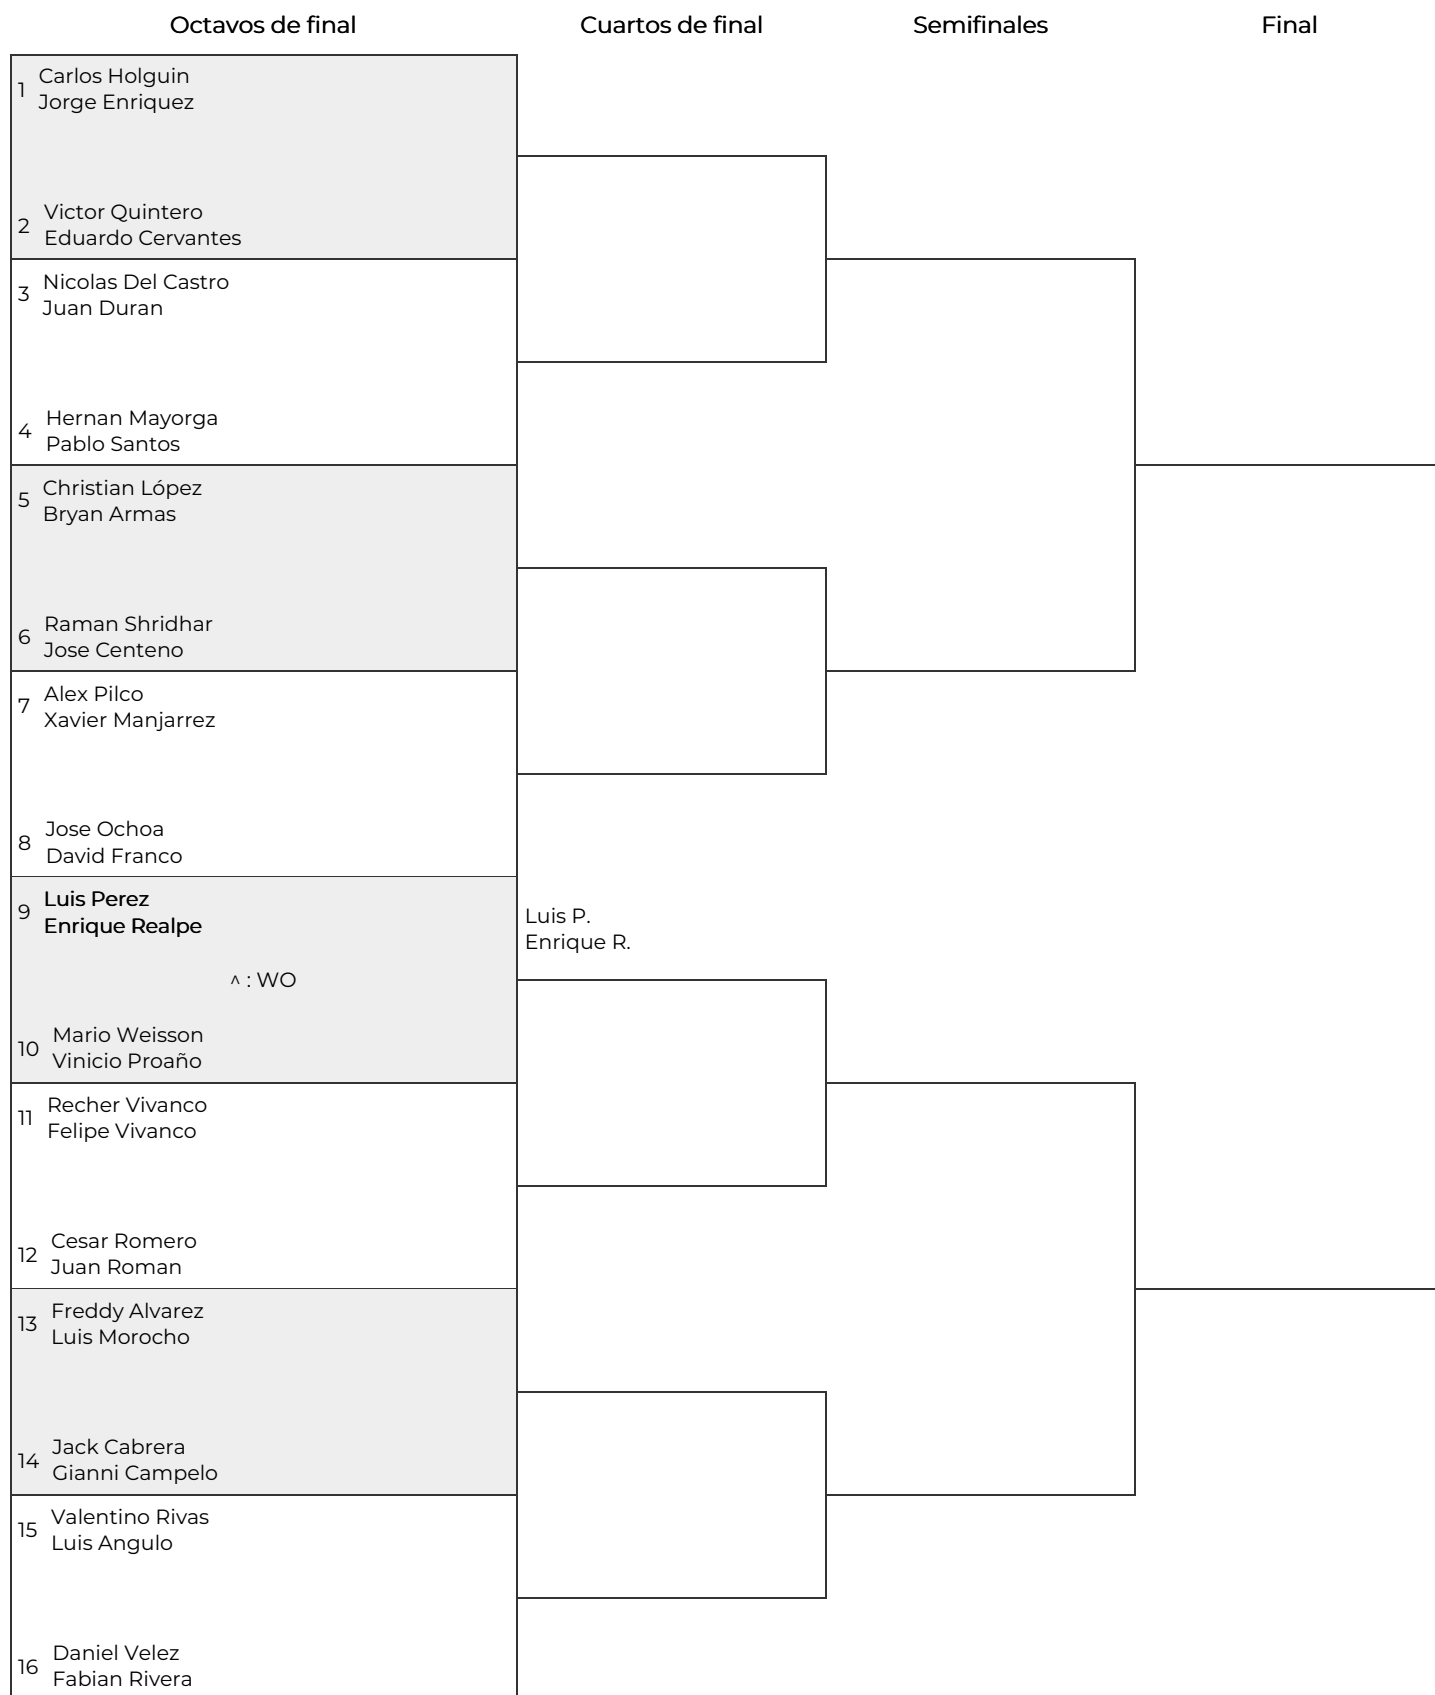 Octavos de final
Cuartos de final
Semifinales
Final
1
Carlos Holguin
Jorge Enriquez
2
Victor Quintero
Eduardo Cervantes
3
Nicolas Del Castro
Juan Duran
4
Hernan Mayorga
Pablo Santos
5
Christian López
Bryan Armas
6
Raman Shridhar
Jose Centeno
7
Alex Pilco
Xavier Manjarrez
8
Jose Ochoa
David Franco
9
Luis Perez
Enrique Realpe
^ : WO
Luis P.
Enrique R.
10
Mario Weisson
Vinicio Proaño
11
Recher Vivanco
Felipe Vivanco
12
Cesar Romero
Juan Roman
13
Freddy Alvarez
Luis Morocho
14
Jack Cabrera
Gianni Campelo
15
Valentino Rivas
Luis Angulo
16
Daniel Velez
Fabian Rivera